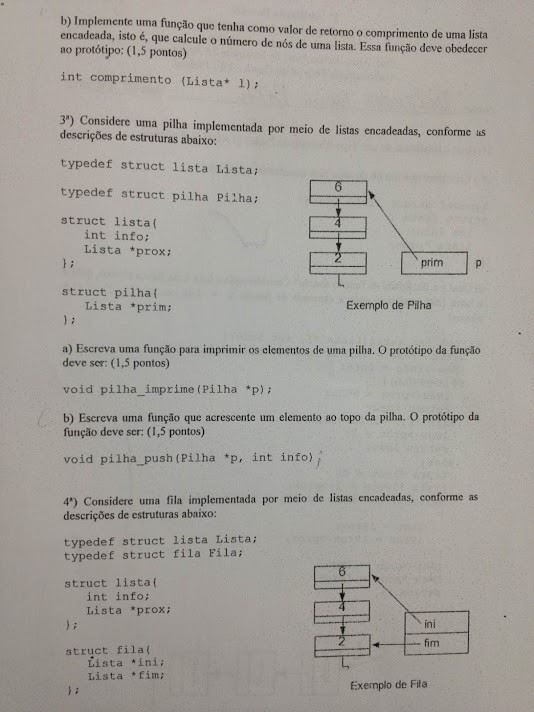 b) Implemente uma função que tenha como valor de retorno o comprimento de uma lista
encadeada, isto é, que calcule o número de nós de uma lista. Essa função deve obedecer
ao protótipo: (1,5 pontos)
int comprimento (Lista* l);
3ª) Considere uma pilha implementada por meio de listas encadeadas, conforme as
descrições de estruturas abaixo:
typedef struct lista Lista;
typedef struct pilha Pilha;
struct lista{
int info;
Lista *prox;
};
struct pilha{
Lista *prim;
};
6
4
2
prim
p
Exemplo de Pilha
a) Escreva uma função para imprimir os elementos de uma pilha. O protótipo da função
deve ser: (1,5 pontos)
void pilha_imprime(Pilha *p);
b) Escreva uma função que acrescente um elemento ao topo da pilha. O protótipo da
função deve ser: (1,5 pontos)
void pilha_push(Pilha *p, int info);
4ª) Considere uma fila implementada por meio de listas encadeadas, conforme as
descrições de estruturas abaixo:
typedef struct lista Lista;
typedef struct fila Fila;
struct lista{
int info;
Lista *prox;
};
struct fila{
Lista *ini;
Lista *fim;
};
6
4
2
ini
fim
Exemplo de Fila